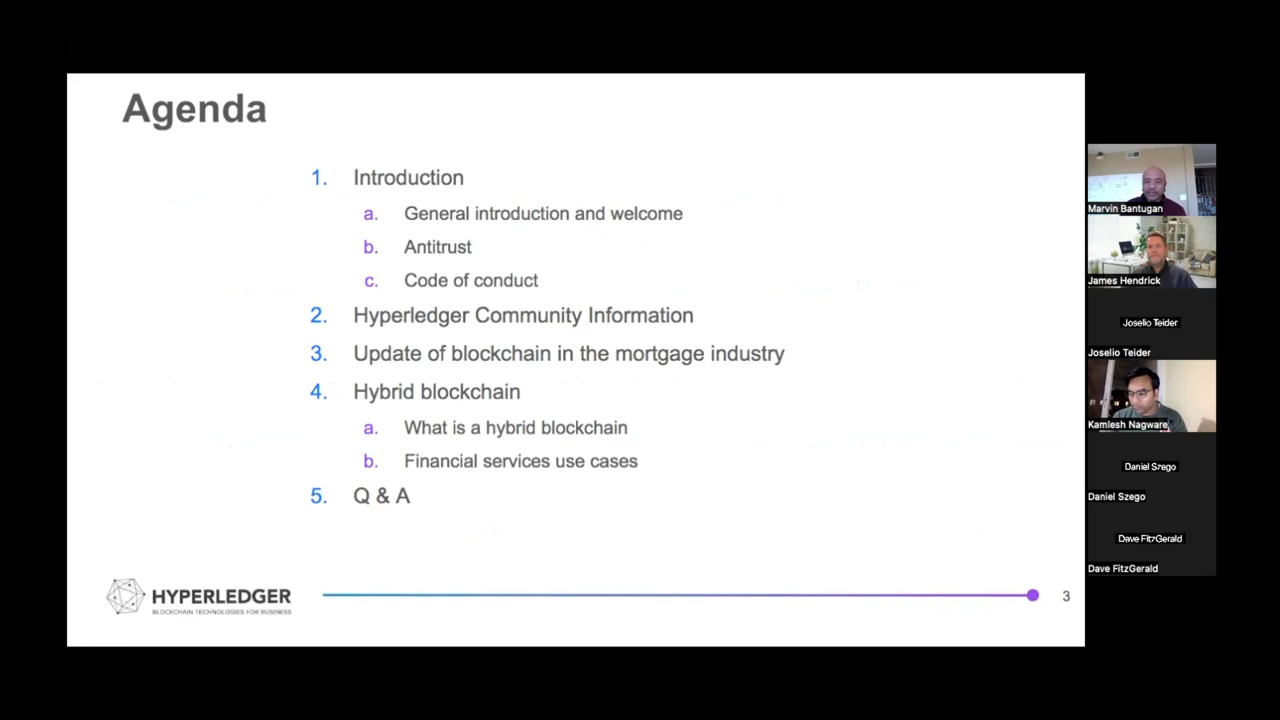 Agenda
1. Introduction
a. General introduction and welcome
b. Antitrust
c. Code of conduct
2. Hyperledger Community Information
3. Update of blockchain in the mortgage industry
4. Hybrid blockchain
a. What is a hybrid blockchain
b. Financial services use cases
5. Q & A
HYPERLEDGER
BLOCKCHAIN TECHNOLOGIES FOR BUSINESS
3
Marvin Bantugan
James Hendrick
Joselio Teider
Joselio Teider
Kamlesh Nagware
Daniel Szego
Daniel Szego
Dave FitzGerald
Dave FitzGerald